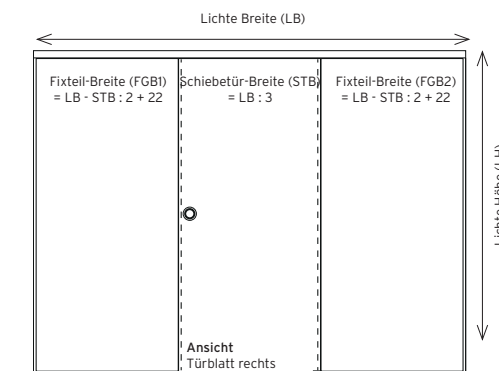 Lichte Breite (LB)
Fixteil-Breite (FGB1)
= LB - STB : 2 + 22
Schiebetür-Breite (STB)
= LB : 3
Fixteil-Breite (FGB2)
= LB - STB : 2 + 22
Lichte Höhe (LH)
Ansicht
Türblatt rechts